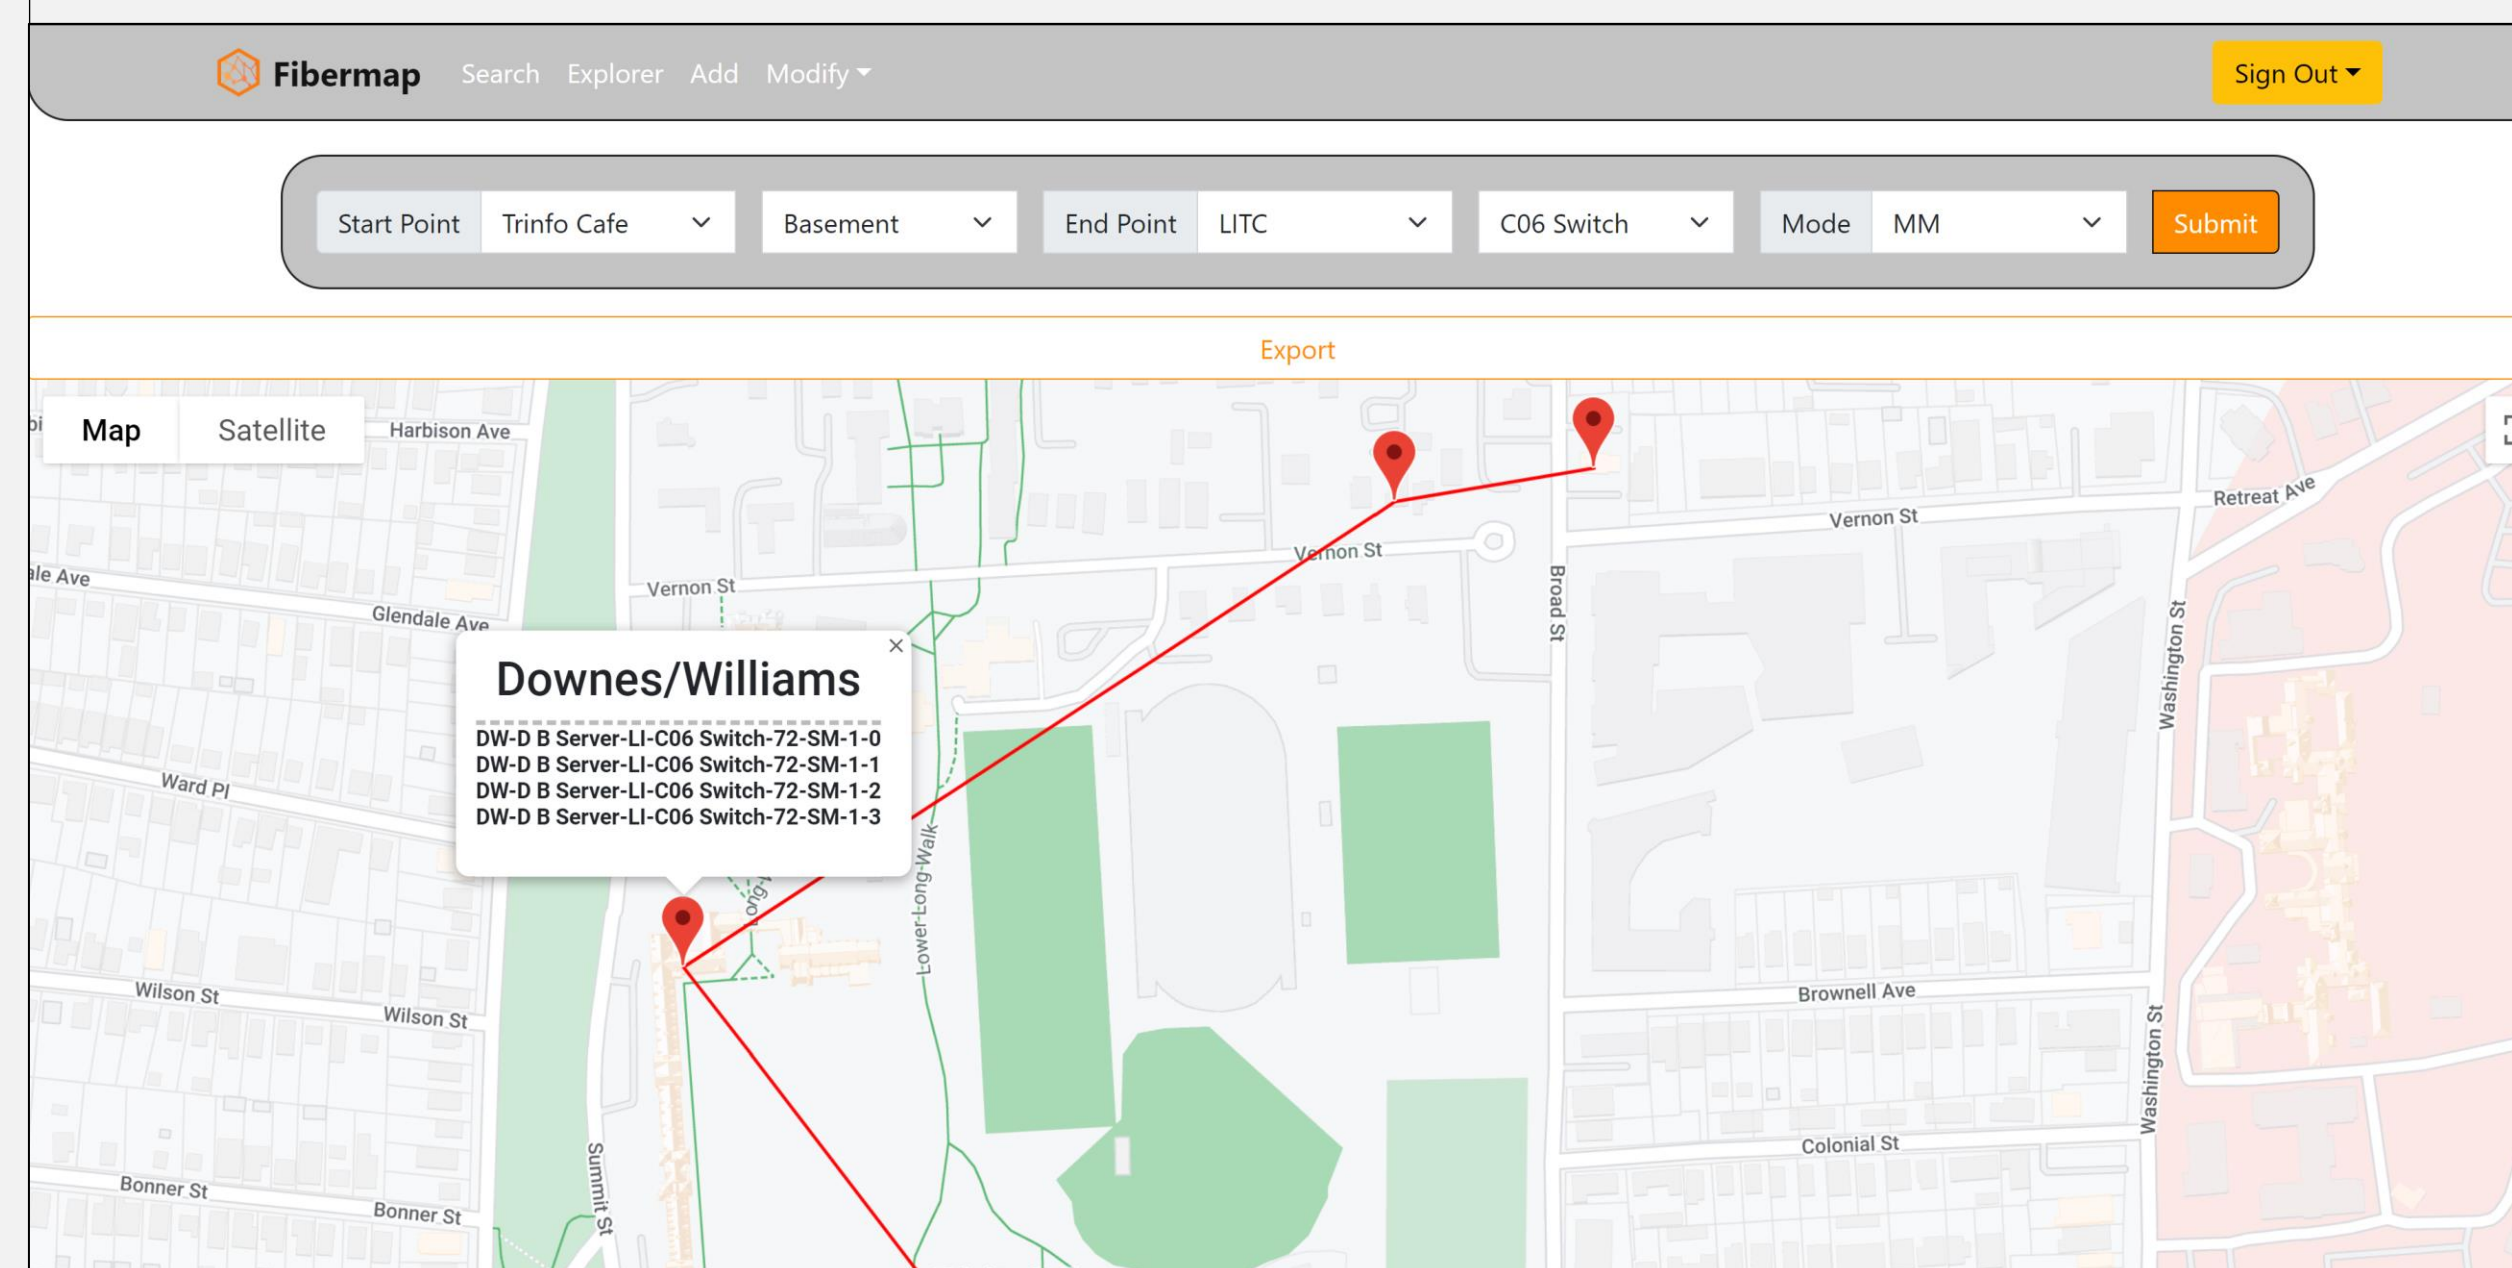 Fibermap
Search Explorer Add Modify
Sign Out
Start Point Trinfo Cafe Basement End Point LITC C06 Switch Mode MM Submit
Export
Map Satellite
Harbison Ave
Retreat Ave
Vernon St
Vernon St
Vernon St
ale Ave
Glendale Ave
Broad St
Washington St
Downes/Williams
DW-D B Server-LI-C06 Switch-72-SM-1-0
DW-D B Server-LI-C06 Switch-72-SM-1-1
DW-D B Server-LI-C06 Switch-72-SM-1-2
DW-D B Server-LI-C06 Switch-72-SM-1-3
Ward Pl
Lower-Long-Walk
Wilson St
Wilson St
Brownell Ave
Washington St
Colonial St
Summit St
Bonner St
Bonner St